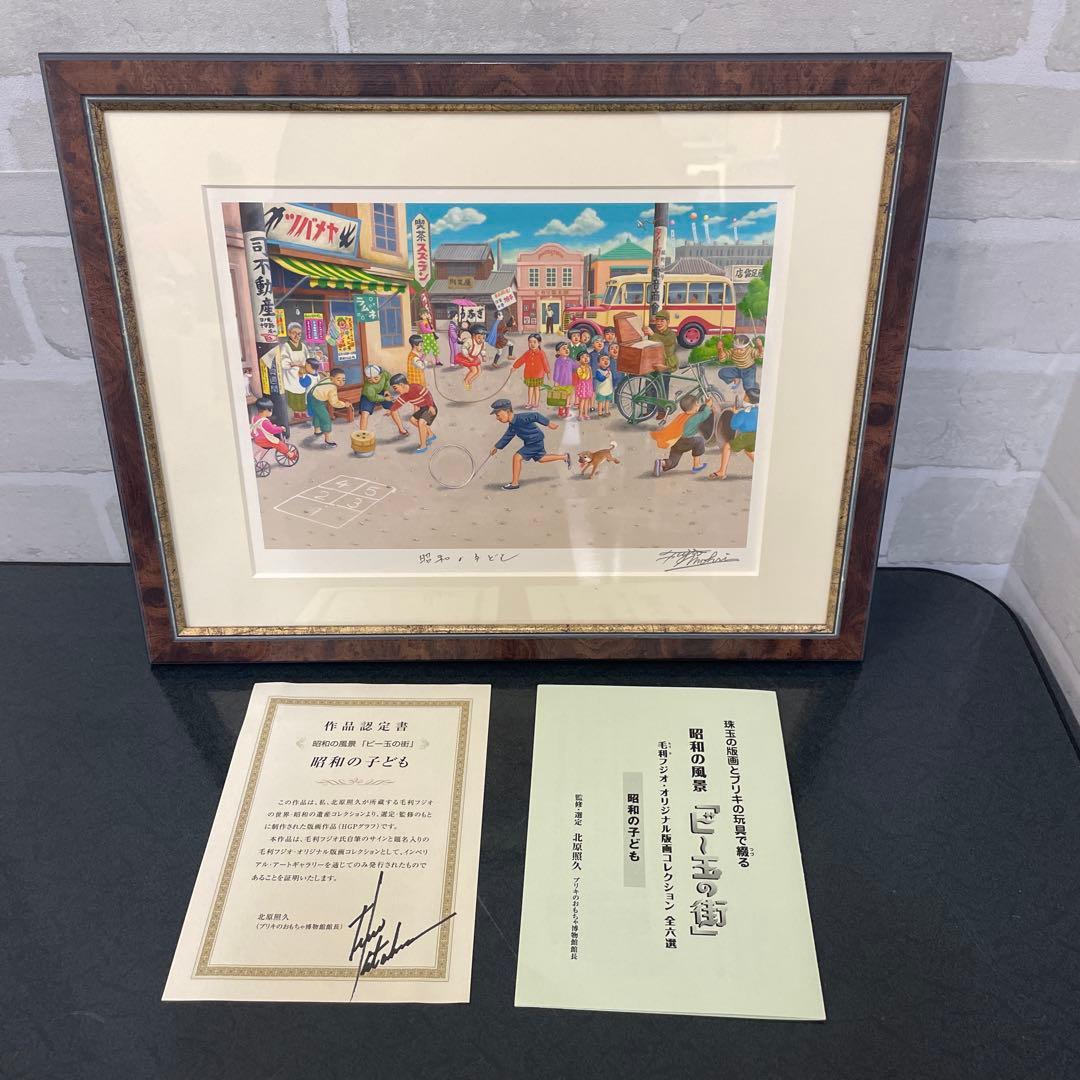 ツバメヤ
司不動産
ラムネ
喫茶スズラン
1
2
3
4
5
昭和の子ども
Fujio Mohri
作品認定書
昭和の風景「ビー玉の街」
昭和の子ども
この作品は、私、北原照久が所蔵する毛利フジオ
の世界・昭和の遺産コレクションより、選定・監修のもと
に制作された版画作品(HGPグラフ)です。
本作品は、毛利フジオ氏自筆のサインと題名入りの
毛利フジオ・オリジナル版画コレクションとして、インペリ
アル・アートギャラリーを通じてのみ発行されたもので
あることを証明いたします。
北原照久
(ブリキのおもちゃ博物館館長)
珠玉の版画とブリキの玩具で綴る
つづ
昭和の風景「ビー玉の街」
毛利フジオ・オリジナル版画コレクション 全六選
昭和の子ども
監修・選定 北原照久 ブリキのおもちゃ博物館館長